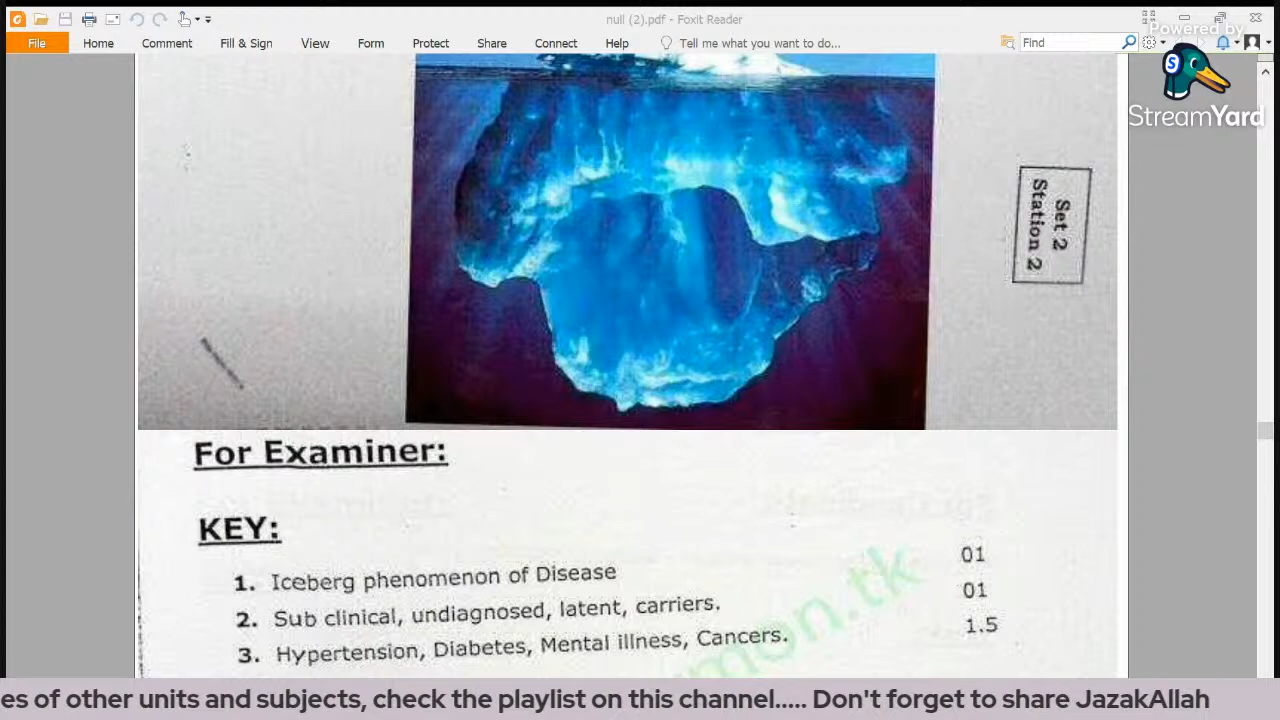 null (2).pdf - Foxit Reader
File Home Comment Fill & Sign View Form Protect Share Connect Help Tell me what you want to do... Find
Powered by
StreamYard
Set 2
Station 2
For Examiner:
KEY:
1. Iceberg phenomenon of Disease 01
2. Sub clinical, undiagnosed, latent, carriers. 01
3. Hypertension, Diabetes, Mental illness, Cancers. 1.5
mon.tk
es of other units and subjects, check the playlist on this channel..... Don't forget to share JazakAllah